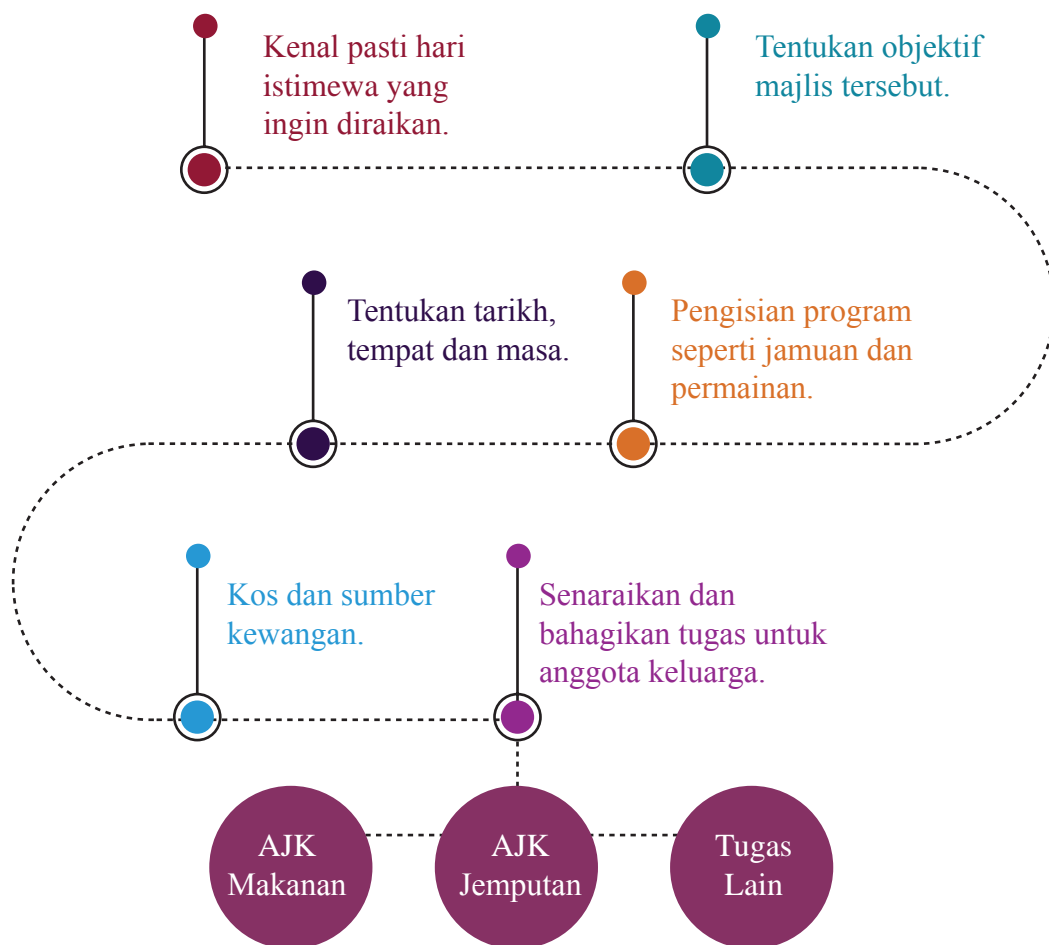 Kenal pasti hari
istimewa yang
ingin diraikan.
Tentukan objektif
majlis tersebut.
Tentukan tarikh,
tempat dan masa.
Pengisian program
seperti jamuan dan
permainan.
Kos dan sumber
kewangan.
Senaraikan dan
bahagikan tugas untuk
anggota keluarga.
AJK
Makanan
AJK
Jemputan
Tugas
Lain